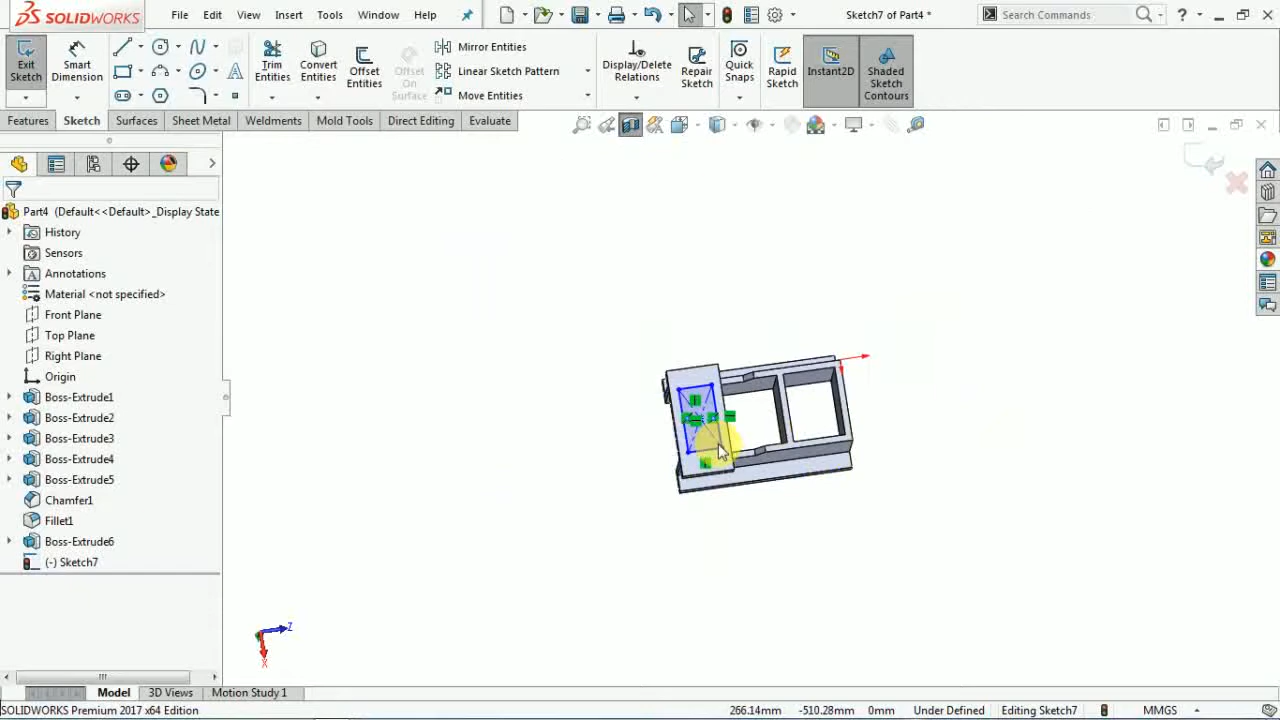 SOLIDWORKS File Edit View Insert Tools Window Help Sketch7 of Part4 * Search Commands ?
Exit Sketch Smart Dimension Trim Entities Convert Entities Offset Entities Offset On Surface Mirror Entities Linear Sketch Pattern Move Entities Display/Delete Relations Repair Sketch Quick Snaps Rapid Sketch Instant2D Shaded Sketch Contours
Features Sketch Surfaces Sheet Metal Weldments Mold Tools Direct Editing Evaluate
Part4 (Default<<Default>_Display State
History
Sensors
Annotations
Material <not specified>
Front Plane
Top Plane
Right Plane
Origin
Boss-Extrude1
Boss-Extrude2
Boss-Extrude3
Boss-Extrude4
Boss-Extrude5
Chamfer1
Fillet1
Boss-Extrude6
(-) Sketch7
Z
X
Model 3D Views Motion Study 1
SOLIDWORKS Premium 2017 x64 Edition 266.14mm -510.28mm 0mm Under Defined Editing Sketch7 MMGS